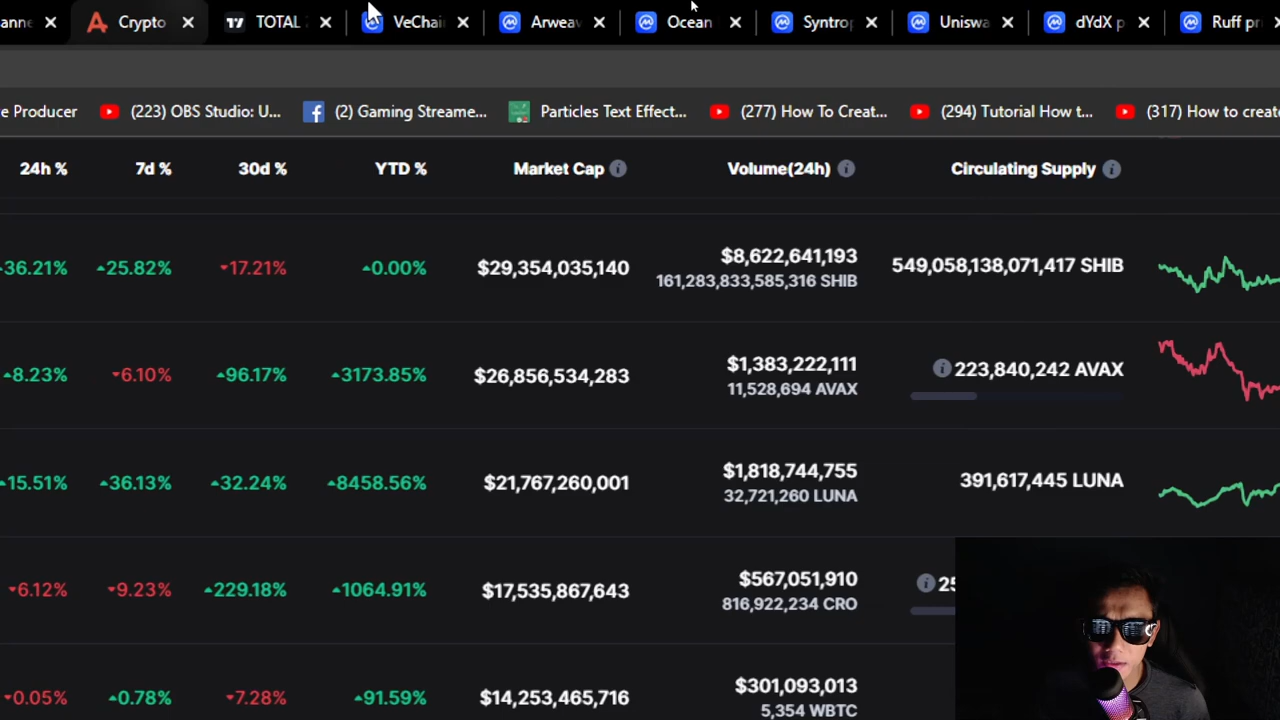 anne Crypto TOTAL VeChai Arweav Ocean Syntrop Uniswa dYdX p Ruff pr
e Producer (223) OBS Studio: U... (2) Gaming Streame... Particles Text Effect... (277) How To Creat... (294) Tutorial How t... (317) How to create
24h % 7d % 30d % YTD % Market Cap Volume(24h) Circulating Supply
36.21% 25.82% 17.21% 0.00% $29,354,035,140 $8,622,641,193 549,058,138,071,417 SHIB
161,283,833,585,316 SHIB
8.23% 6.10% 96.17% 3173.85% $26,856,534,283 $1,383,222,111 223,840,242 AVAX
11,528,694 AVAX
15.51% 36.13% 32.24% 8458.56% $21,767,260,001 $1,818,744,755 391,617,445 LUNA
32,721,260 LUNA
6.12% 9.23% 229.18% 1064.91% $17,535,867,643 $567,051,910 25
816,922,234 CRO
0.05% 0.78% 7.28% 91.59% $14,253,465,716 $301,093,013
5,354 WBTC